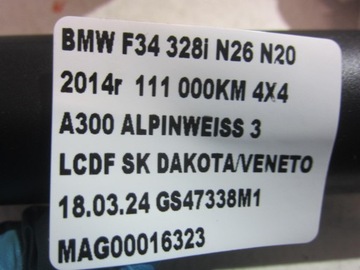 BMW F34 328i N26 N20
2014r 111 000KM 4X4
A300 ALPINWEISS 3
LCDF SK DAKOTA/VENETO
18.03.24 GS47338M1
MAG00016323